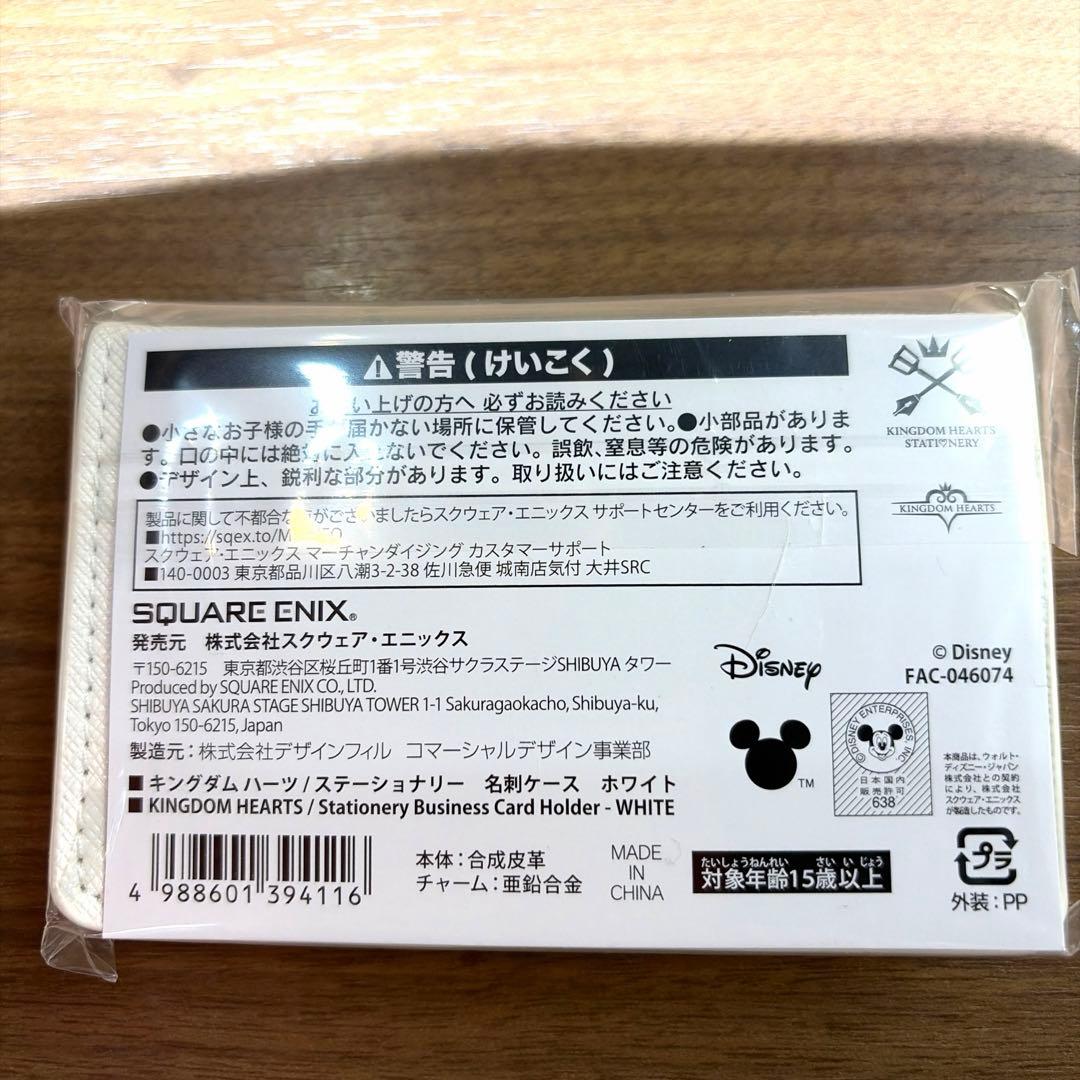 ⚠警告(けいこく)
い上げの方へ 必ずお読みください
●小さなお子様の手が届かない場所に保管してください。●小部品がありま
す。口の中には絶対に入れないでください。誤飲、窒息等の危険があります。
●デザイン上、鋭利な部分があります。取り扱いにはご注意ください。
製品に関して不都合な点がございましたらスクウェア・エニックス サポートセンターをご利用ください。
■https://sqex.to/
スクウェア・エニックス マーチャンダイジング カスタマーサポート
■140-0003 東京都品川区八潮3-2-38 佐川急便 城南店気付 大井SRC
KINGDOM HEARTS
STATIONERY
KINGDOM HEARTS
SQUARE ENIX®
発売元 株式会社スクウェア・エニックス
〒150-6215 東京都渋谷区桜丘町1番1号渋谷サクラステージSHIBUYA タワー
Produced by SQUARE ENIX CO., LTD.
SHIBUYA SAKURA STAGE SHIBUYA TOWER 1-1 Sakuragaokacho, Shibuya-ku,
Tokyo 150-6215, Japan
製造元:株式会社デザインフィル コマーシャルデザイン事業部
■キングダム ハーツ / ステーショナリー 名刺ケース ホワイト
■KINGDOM HEARTS / Stationery Business Card Holder - WHITE
Disney
TM
© Disney
FAC-046074
©DISNEY ENTERPRISES, INC.
日本国内
販売許可
638
本商品は、ウォルト・
ディズニー・ジャパン
株式会社との契約
により、株式会社
スクウェア・エニックス
が製造したものです。
4 988601 394116
本体:合成皮革
チャーム:亜鉛合金
MADE
IN
CHINA
たいしょうねんれい さいいじょう
対象年齢15歳以上
プラ
外装:PP